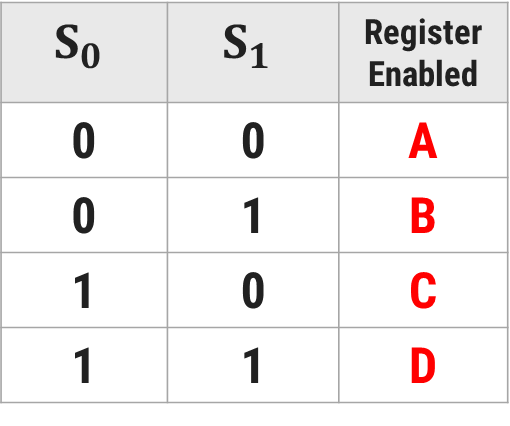 S₀ S₁ Register Enabled
0 0 A
0 1 B
1 0 C
1 1 D